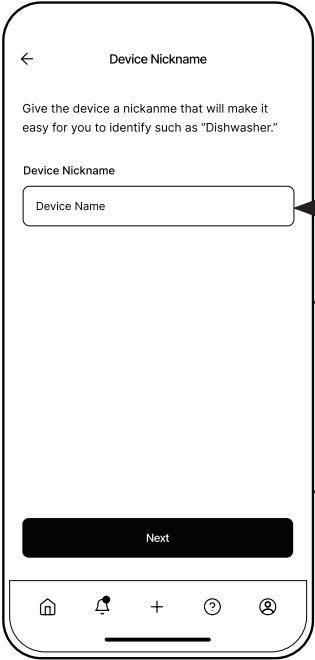 Device Nickname
Give the device a nickanme that will make it
easy for you to identify such as “Dishwasher.”
Device Nickname
Device Name
Next